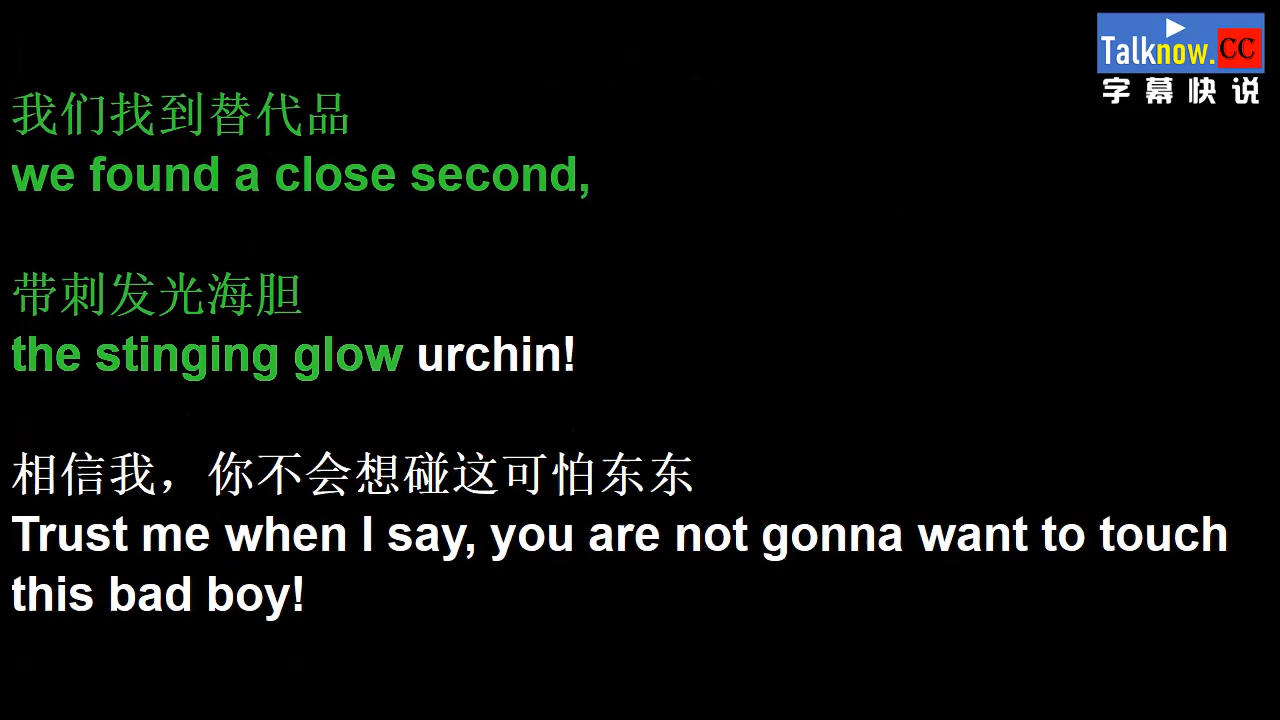 Talknow.CC
字幕快说
我们找到替代品
we found a close second,
带刺发光海胆
the stinging glow urchin!
相信我，你不会想碰这可怕东东
Trust me when I say, you are not gonna want to touch
this bad boy!